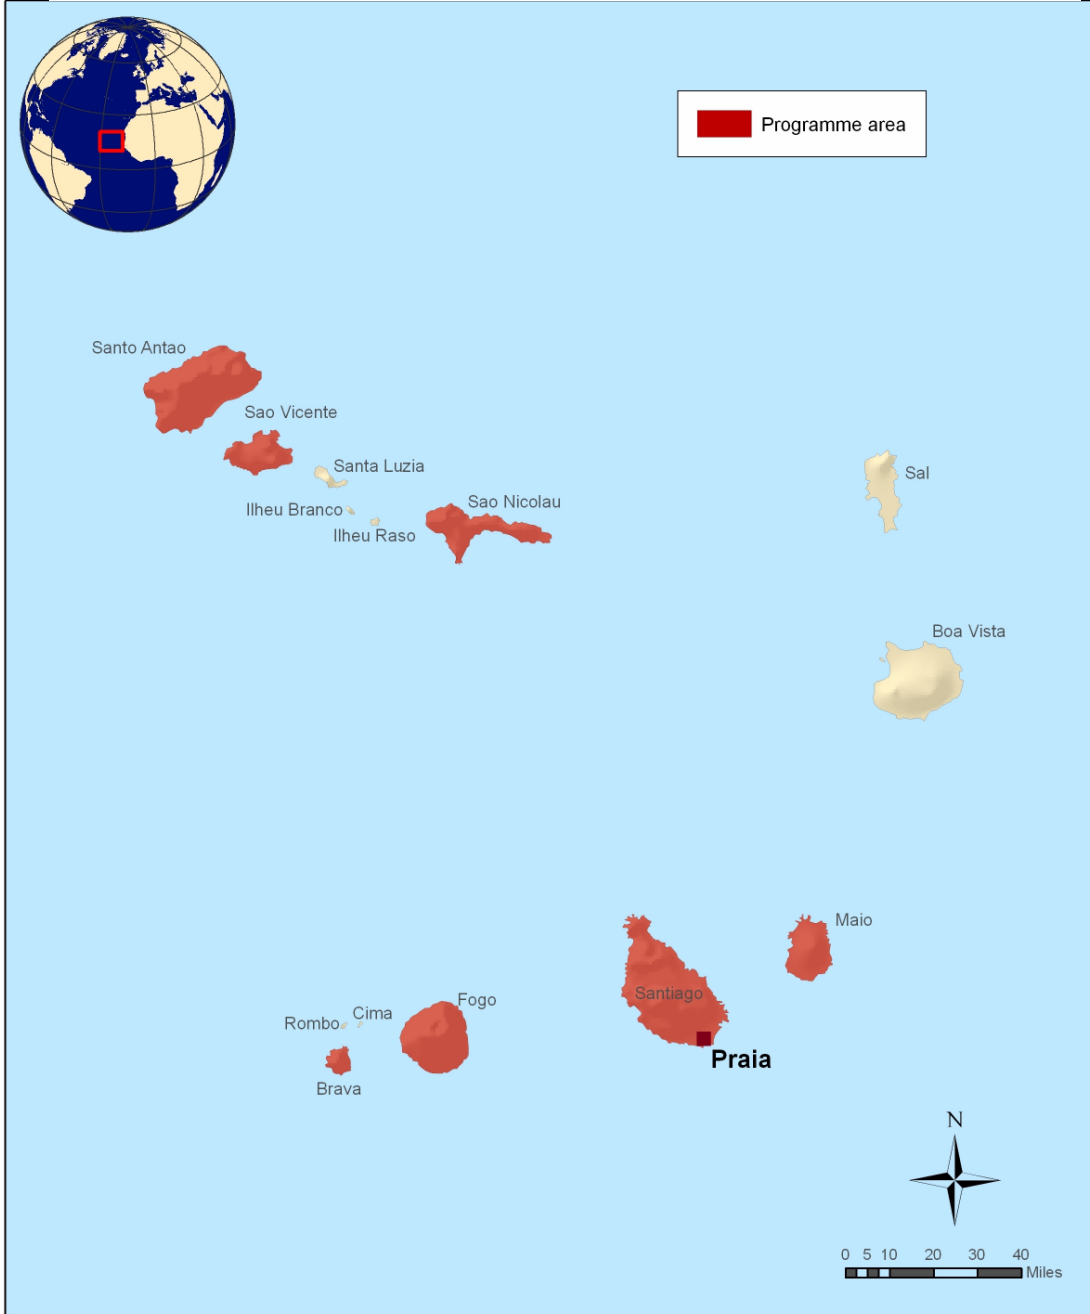 Programme area
Santo Antao
Sao Vicente
Santa Luzia
Sal
Sao Nicolau
Ilheu Branco
Ilheu Raso
Boa Vista
Maio
Santiago
Fogo
Cima
Rombo
Praia
Brava
N
0 5 10 20 30 40
Miles